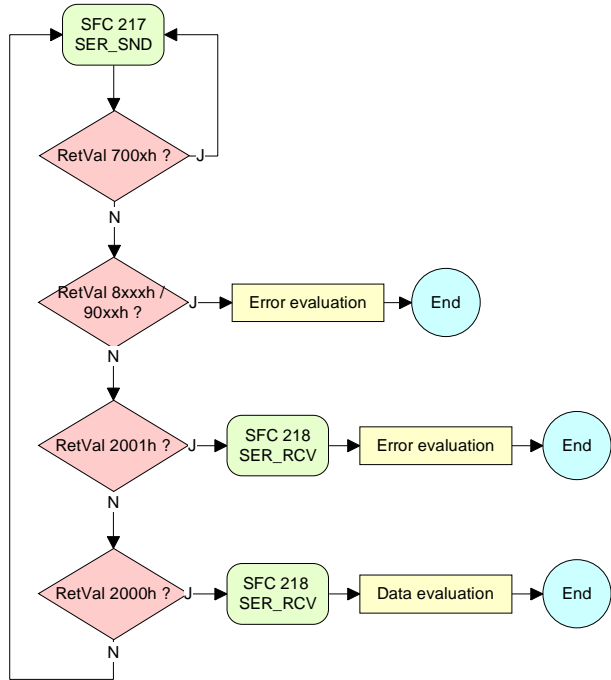 SFC 217
SER_SND
RetVal 700xh ?
J
N
RetVal 8xxxh /
90xxh ?
J
Error evaluation
End
N
RetVal 2001h ?
J
SFC 218
SER_RCV
Error evaluation
End
N
RetVal 2000h ?
J
SFC 218
SER_RCV
Data evaluation
End
N